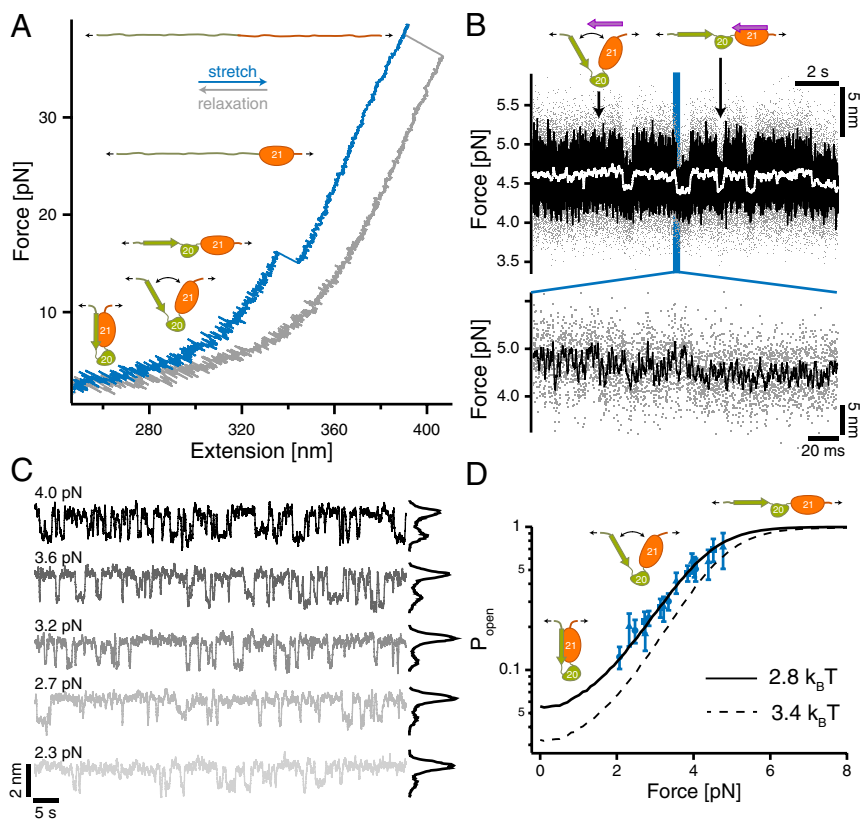 A
21
stretch
relaxation
30
20
10
Force [pN]
21
20 21
20 21
20 21
280 320 360 400
Extension [nm]
B
21
20
20 21
2 s
5 nm
5.5
5.0
4.5
4.0
3.5
Force [pN]
5.0
4.0
Force [pN]
5 nm
20 ms
C
4.0 pN
3.6 pN
3.2 pN
2.7 pN
2.3 pN
2 nm
5 s
D
20 21
21
20
21
20
1
5
0.1
5
Popen
2.8 kBT
3.4 kBT
0 2 4 6 8
Force [pN]